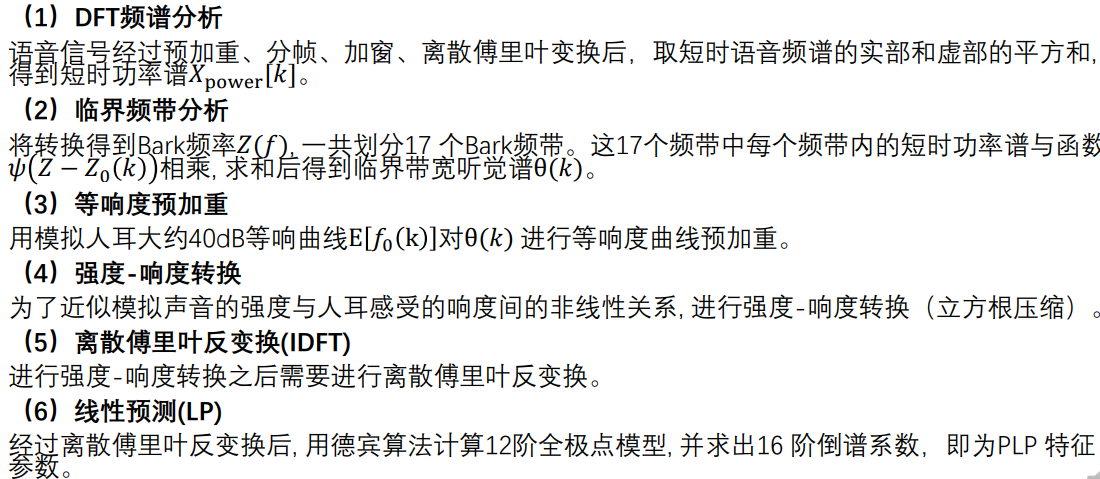 （1）DFT频谱分析
语音信号经过预加重、分帧、加窗、离散傅里叶变换后，取短时语音频谱的实部和虚部的平方和,
得到短时功率谱X_power[k]。
（2）临界频带分析
将转换得到Bark频率Z(f), 一共划分17 个Bark频带。这17个频带中每个频带内的短时功率谱与函数
ψ(Z − Z₀(k))相乘, 求和后得到临界带宽听觉谱θ(k)。
（3）等响度预加重
用模拟人耳大约40dB等响曲线E[f₀(k)]对θ(k) 进行等响度曲线预加重。
（4）强度-响度转换
为了近似模拟声音的强度与人耳感受的响度间的非线性关系, 进行强度-响度转换（立方根压缩）。
（5）离散傅里叶反变换(IDFT)
进行强度-响度转换之后需要进行离散傅里叶反变换。
（6）线性预测(LP)
经过离散傅里叶反变换后, 用德宾算法计算12阶全极点模型, 并求出16 阶倒谱系数，即为PLP 特征
参数。